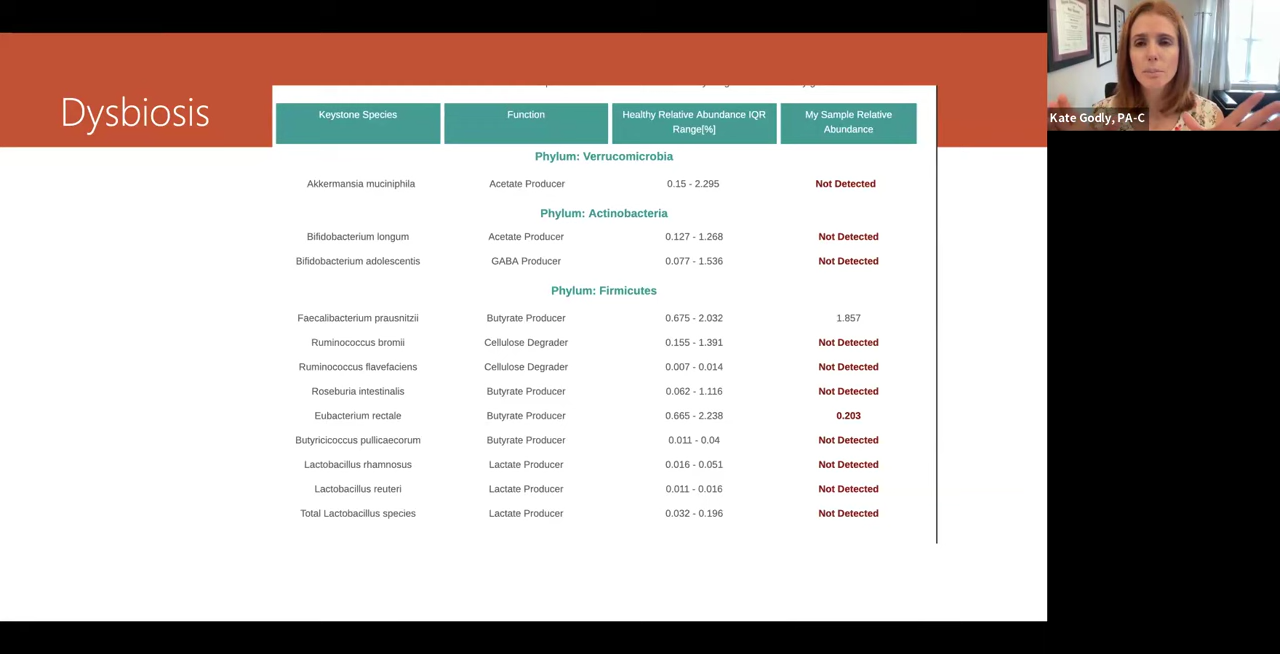 Dysbiosis
Keystone Species Function Healthy Relative Abundance IQR Range[%] My Sample Relative Abundance
Phylum: Verrucomicrobia
Akkermansia muciniphila Acetate Producer 0.15 - 2.295 Not Detected
Phylum: Actinobacteria
Bifidobacterium longum Acetate Producer 0.127 - 1.268 Not Detected
Bifidobacterium adolescentis GABA Producer 0.077 - 1.536 Not Detected
Phylum: Firmicutes
Faecalibacterium prausnitzii Butyrate Producer 0.675 - 2.032 1.857
Ruminococcus bromii Cellulose Degrader 0.155 - 1.391 Not Detected
Ruminococcus flavefaciens Cellulose Degrader 0.007 - 0.014 Not Detected
Roseburia intestinalis Butyrate Producer 0.062 - 1.116 Not Detected
Eubacterium rectale Butyrate Producer 0.665 - 2.238 0.203
Butyricicoccus pullicaecorum Butyrate Producer 0.011 - 0.04 Not Detected
Lactobacillus rhamnosus Lactate Producer 0.016 - 0.051 Not Detected
Lactobacillus reuteri Lactate Producer 0.011 - 0.016 Not Detected
Total Lactobacillus species Lactate Producer 0.032 - 0.196 Not Detected
Kate Godly, PA-C